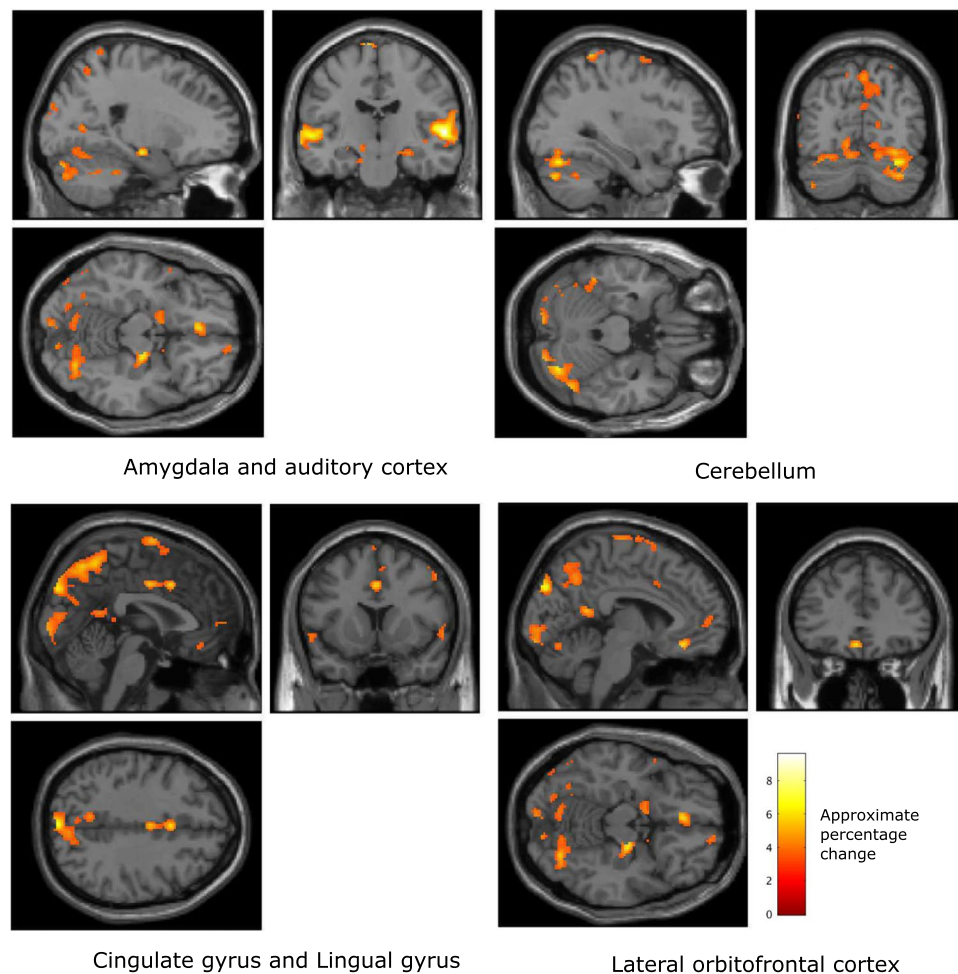 Amygdala and auditory cortex
Cerebellum
8
6
4
2
0
Approximate
percentage
change
Cingulate gyrus and Lingual gyrus
Lateral orbitofrontal cortex